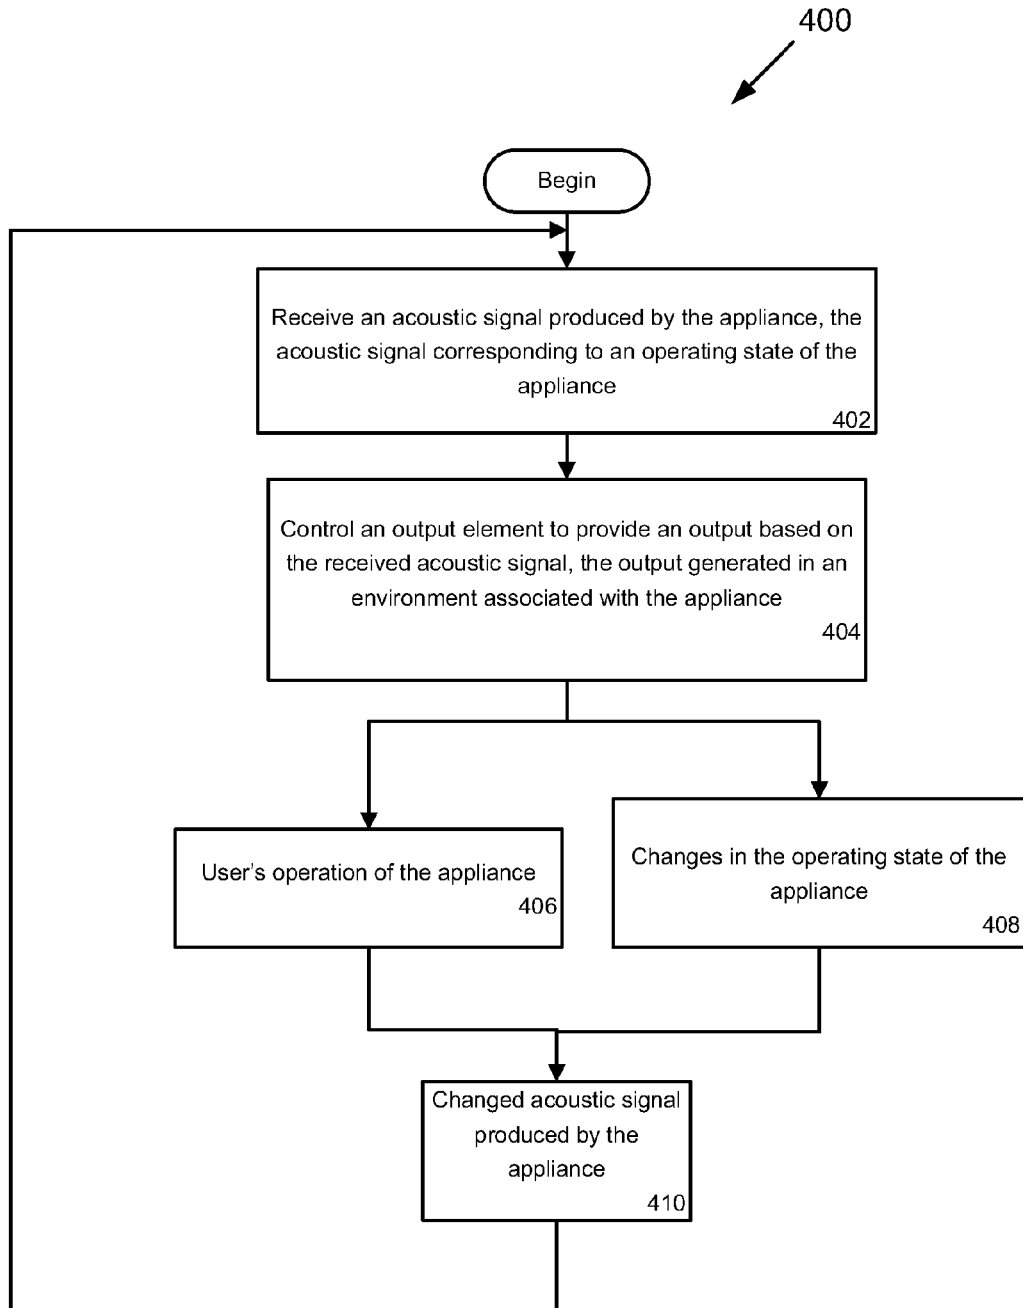 400
Begin
Receive an acoustic signal produced by the appliance, the
acoustic signal corresponding to an operating state of the
appliance
402
Control an output element to provide an output based on
the received acoustic signal, the output generated in an
environment associated with the appliance
404
User's operation of the appliance
406
Changes in the operating state of the
appliance
408
Changed acoustic signal
produced by the
appliance
410